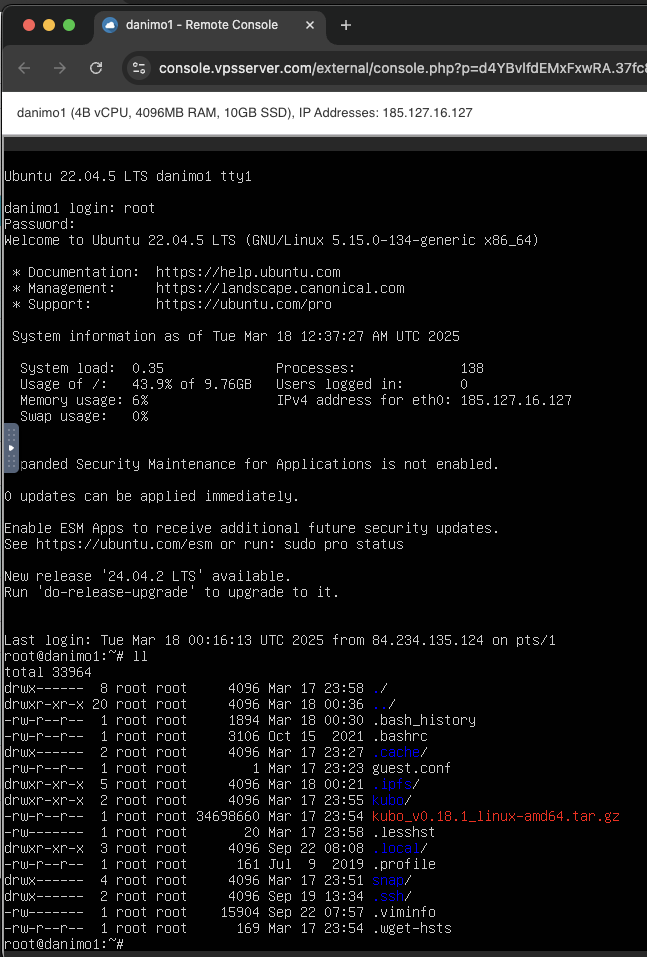 danimo1 - Remote Console
console.vpsserver.com/external/console.php?p=d4YBvIfdEMxFxwRA.37fc8
danimo1 (4B vCPU, 4096MB RAM, 10GB SSD), IP Addresses: 185.127.16.127
Ubuntu 22.04.5 LTS danimo1 tty1
danimo1 login: root
Password:
Welcome to Ubuntu 22.04.5 LTS (GNU/Linux 5.15.0-134-generic x86_64)
* Documentation:  https://help.ubuntu.com
* Management:     https://landscape.canonical.com
* Support:        https://ubuntu.com/pro
System information as of Tue Mar 18 12:37:27 AM UTC 2025
System load:  0.35              Processes:             138
Usage of /:   43.9% of 9.76GB   Users logged in:       0
Memory usage: 6%                IPv4 address for eth0: 185.127.16.127
Swap usage:   0%
panded Security Maintenance for Applications is not enabled.
0 updates can be applied immediately.
Enable ESM Apps to receive additional future security updates.
See https://ubuntu.com/esm or run: sudo pro status
New release '24.04.2 LTS' available.
Run 'do-release-upgrade' to upgrade to it.
Last login: Tue Mar 18 00:16:13 UTC 2025 from 84.234.135.124 on pts/1
root@danimo1:~# ll
total 33964
drwx------  8 root root     4096 Mar 17 23:58 ./
drwxr-xr-x 20 root root     4096 Mar 18 00:36 ../
-rw-r--r--  1 root root     1894 Mar 18 00:30 .bash_history
-rw-r--r--  1 root root     3106 Oct 15  2021 .bashrc
drwx------  2 root root     4096 Mar 17 23:27 .cache/
-rw-r--r--  1 root root        1 Mar 17 23:23 guest.conf
drwxr-xr-x  5 root root     4096 Mar 18 00:21 .ipfs/
drwxr-xr-x  2 root root     4096 Mar 17 23:55 kubo/
-rw-r--r--  1 root root 34698660 Mar 17 23:54 kubo_v0.18.1_linux-amd64.tar.gz
-rw-------  1 root root       20 Mar 17 23:58 .lesshst
drwxr-xr-x  3 root root     4096 Sep 22 08:08 .local/
-rw-r--r--  1 root root      161 Jul  9  2019 .profile
drwx------  4 root root     4096 Mar 17 23:51 snap/
drwx------  2 root root     4096 Sep 19 13:34 .ssh/
-rw-------  1 root root    15904 Sep 22 07:57 .viminfo
-rw-------  1 root root      169 Mar 17 23:54 .wget-hsts
root@danimo1:~#